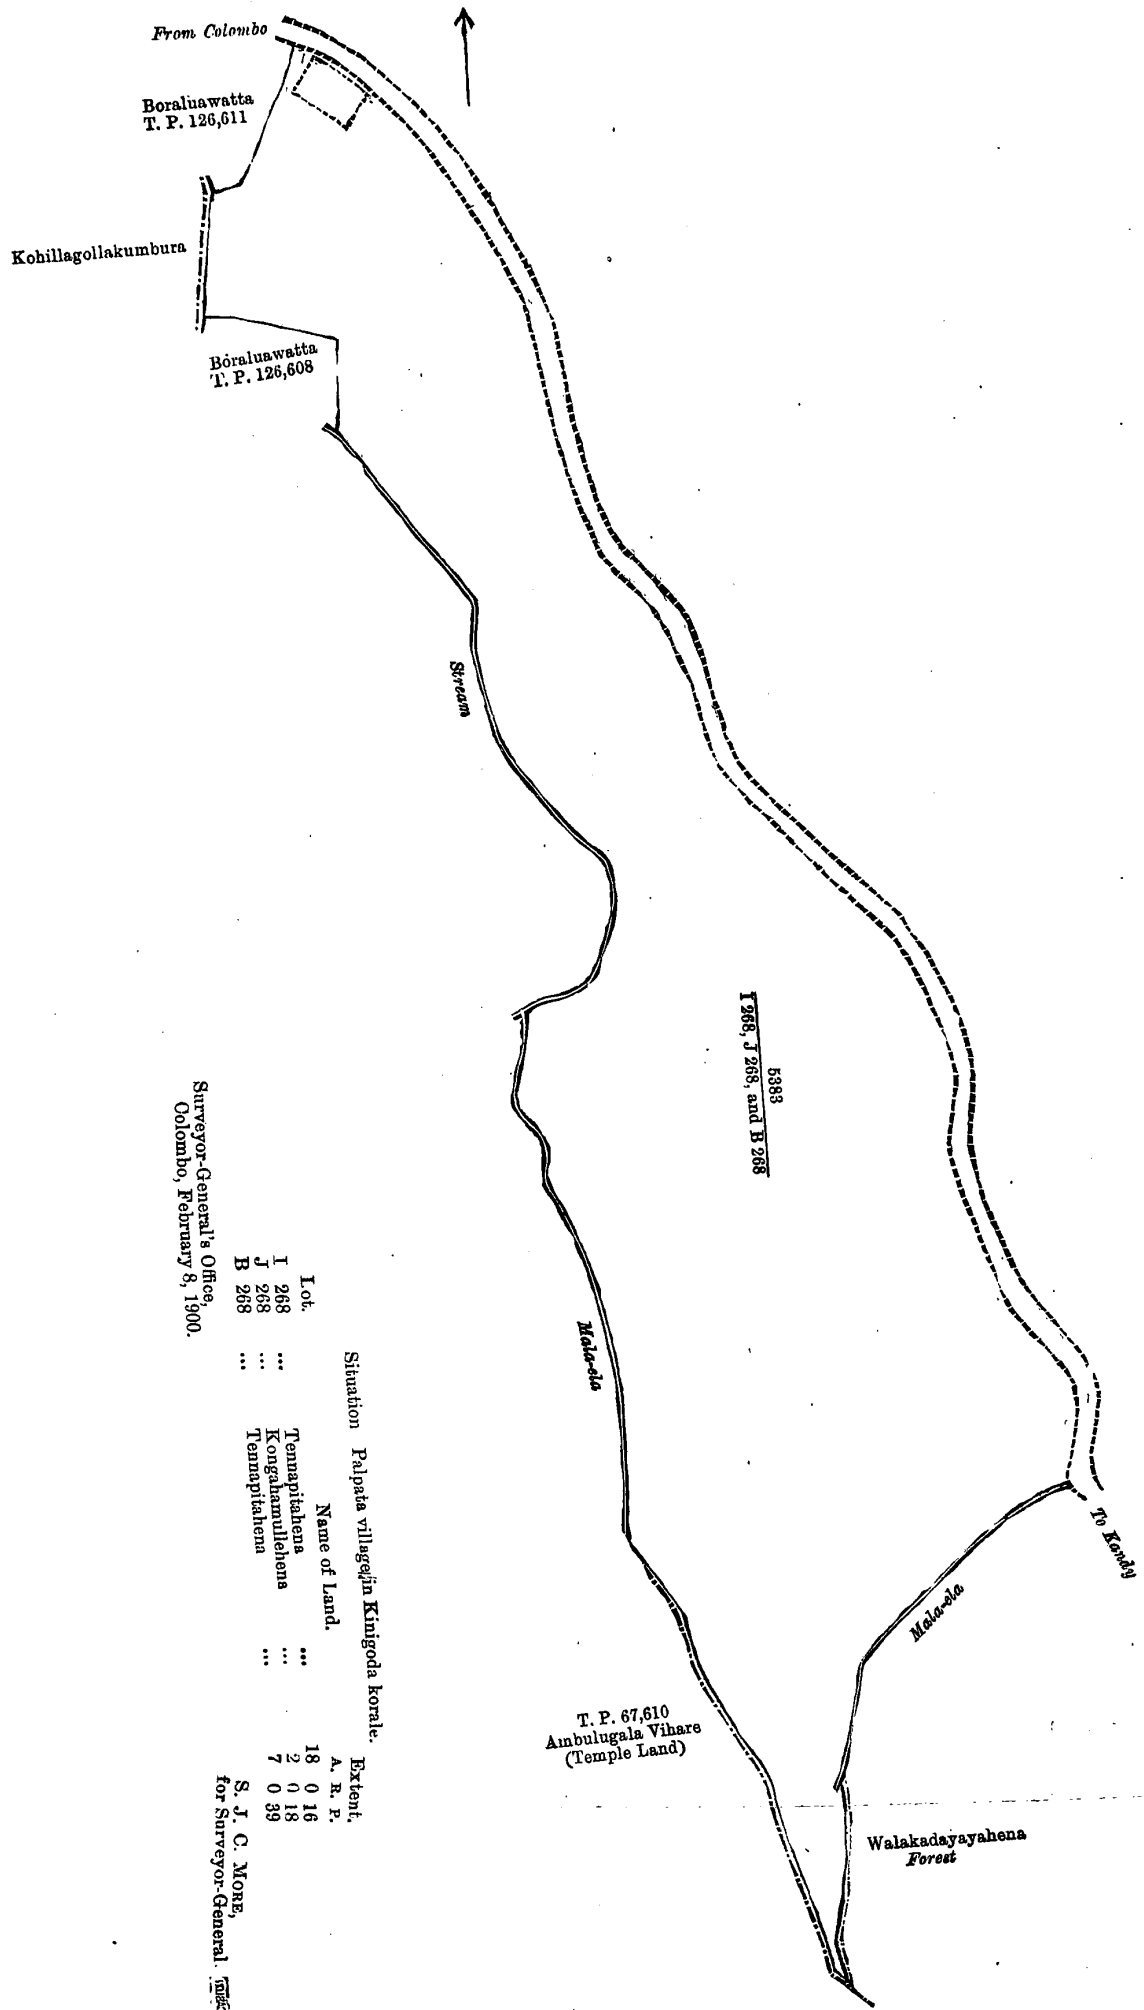 From Colombo
Boraluawatta
T. P. 126,611
Kohillagollakumbura
Boraluawatta
T. P. 126,608
Stream
5383
I 268, J 268, and B 268
Mala-ela
To Kandy
Mala-ela
T. P. 67,610
Ambulugala Vihare
(Temple Land)
Walakadayayahena
Forest
Situation Palpata village in Kinigoda korale.
Lot. Name of Land. Extent.
A. R. P.
I 268 ... Tennapitahena ... 18 0 16
J 268 ... Kongahamullehena ... 2 0 18
B 268 ... Tennapitahena ... 7 0 39
Surveyor-General's Office,
Colombo, February 8, 1900.
S. J. C. MORE,
for Surveyor-General.